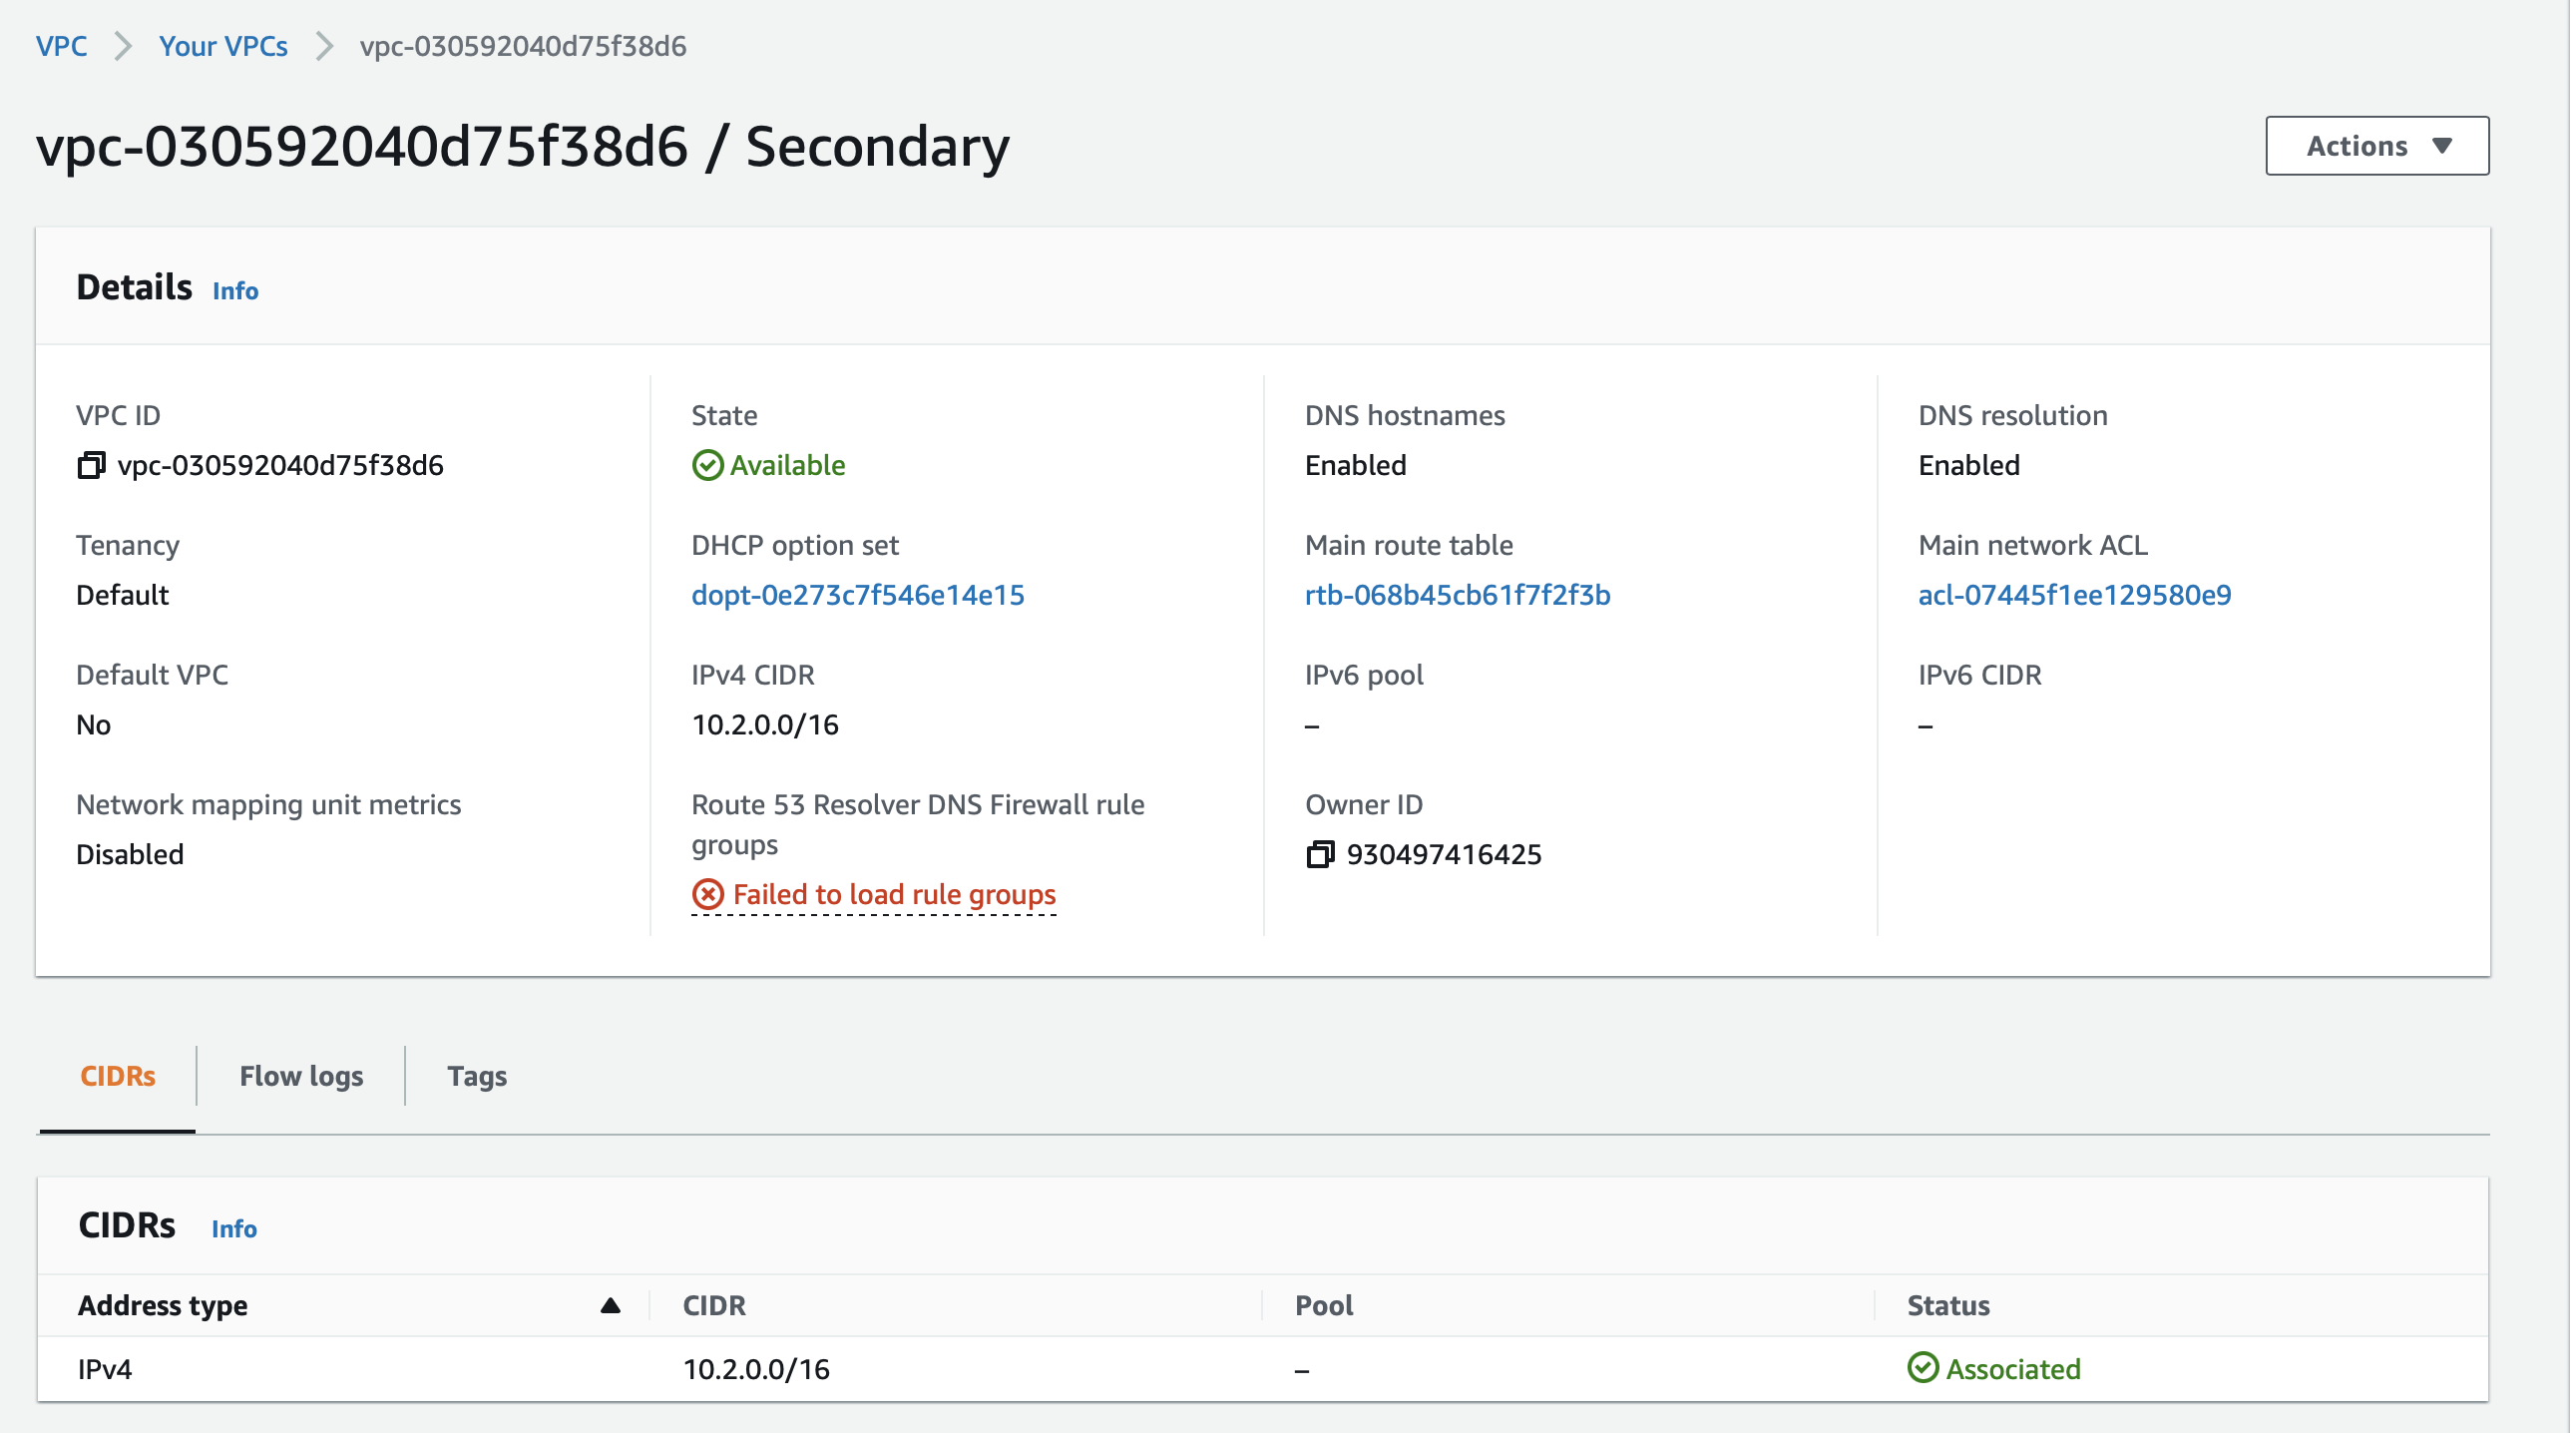 VPC > Your VPCs > vpc-030592040d75f38d6
vpc-030592040d75f38d6 / Secondary
Actions
Details Info
VPC ID
vpc-030592040d75f38d6
State
Available
DNS hostnames
Enabled
DNS resolution
Enabled
Tenancy
Default
DHCP option set
dopt-0e273c7f546e14e15
Main route table
rtb-068b45cb61f7f2f3b
Main network ACL
acl-07445f1ee129580e9
Default VPC
No
IPv4 CIDR
10.2.0.0/16
IPv6 pool
–
IPv6 CIDR
–
Network mapping unit metrics
Disabled
Route 53 Resolver DNS Firewall rule
groups
Failed to load rule groups
Owner ID
930497416425
CIDRs Flow logs Tags
CIDRs Info
Address type CIDR Pool Status
IPv4 10.2.0.0/16 – Associated